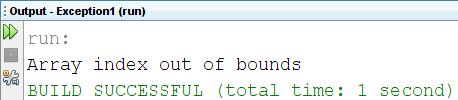 Output - Exception1 (run)
run:
Array index out of bounds
BUILD SUCCESSFUL (total time: 1 second)